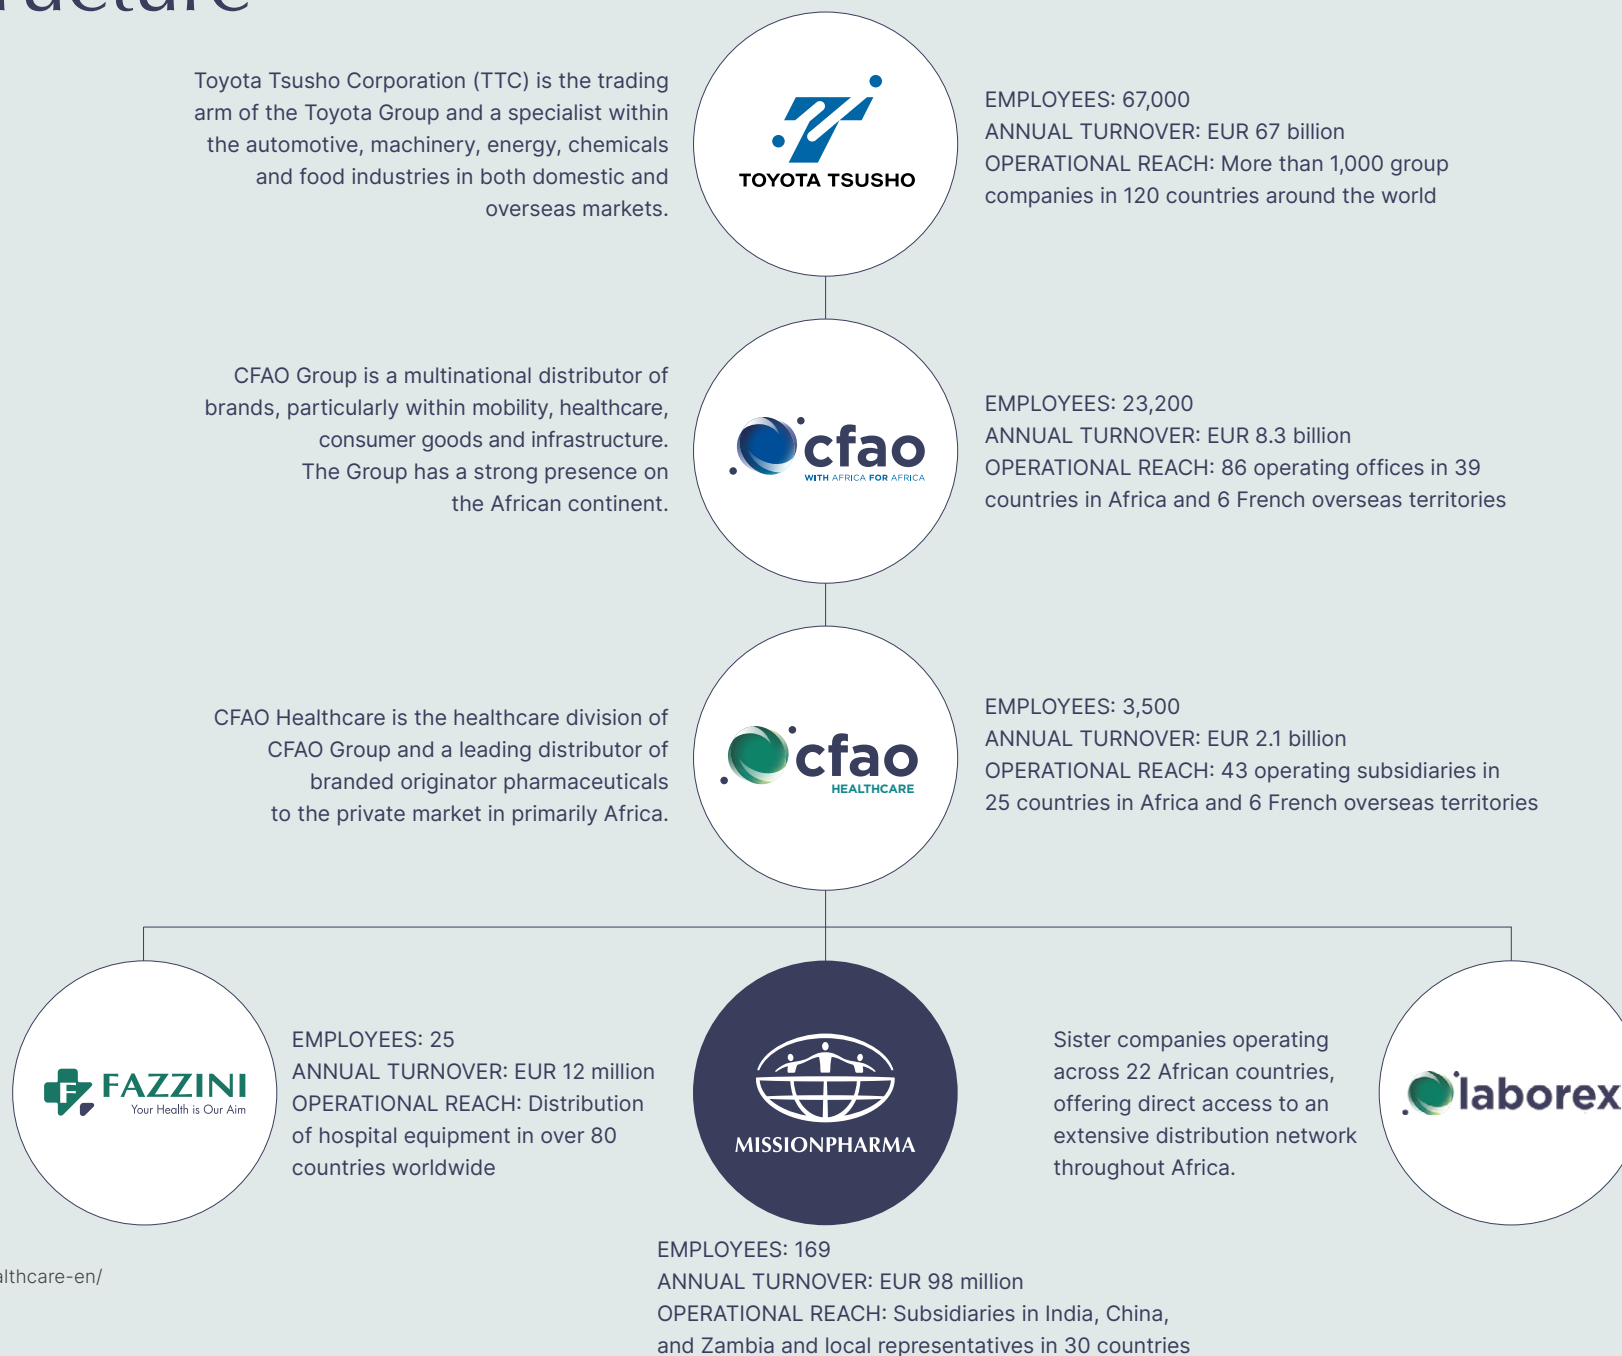 Toyota Tsusho Corporation (TTC) is the trading
arm of the Toyota Group and a specialist within
the automotive, machinery, energy, chemicals
and food industries in both domestic and
overseas markets.
TOYOTA TSUSHO
EMPLOYEES: 67,000
ANNUAL TURNOVER: EUR 67 billion
OPERATIONAL REACH: More than 1,000 group
companies in 120 countries around the world
CFAO Group is a multinational distributor of
brands, particularly within mobility, healthcare,
consumer goods and infrastructure.
The Group has a strong presence on
the African continent.
cfao
WITH AFRICA FOR AFRICA
EMPLOYEES: 23,200
ANNUAL TURNOVER: EUR 8.3 billion
OPERATIONAL REACH: 86 operating offices in 39
countries in Africa and 6 French overseas territories
CFAO Healthcare is the healthcare division of
CFAO Group and a leading distributor of
branded originator pharmaceuticals
to the private market in primarily Africa.
cfao
HEALTHCARE
EMPLOYEES: 3,500
ANNUAL TURNOVER: EUR 2.1 billion
OPERATIONAL REACH: 43 operating subsidiaries in
25 countries in Africa and 6 French overseas territories
F FAZZINI
Your Health is Our Aim
EMPLOYEES: 25
ANNUAL TURNOVER: EUR 12 million
OPERATIONAL REACH: Distribution
of hospital equipment in over 80
countries worldwide
MISSIONPHARMA
EMPLOYEES: 169
ANNUAL TURNOVER: EUR 98 million
OPERATIONAL REACH: Subsidiaries in India, China,
and Zambia and local representatives in 30 countries
Sister companies operating
across 22 African countries,
offering direct access to an
extensive distribution network
throughout Africa.
laborex
althcare-en/